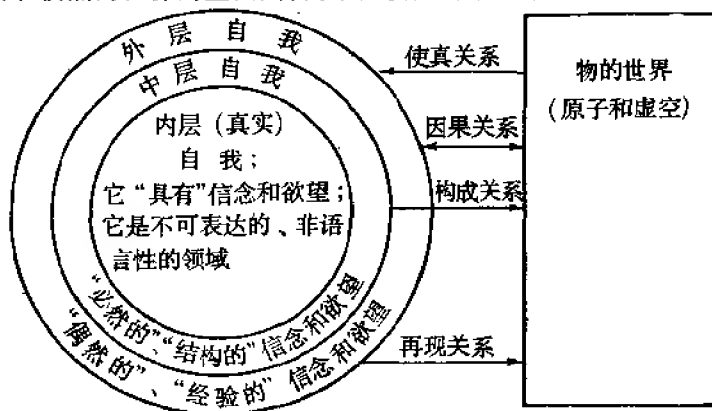 外层自我
中层自我
内层（真实）
自我；
它“具有”信念和欲望；
它是不可表达的、非语
言性的领域
“必然的”“结构的”信念和欲望
“偶然的”、“经验的”信念和欲望
使真关系
因果关系
构成关系
再现关系
物的世界
（原子和虚空）